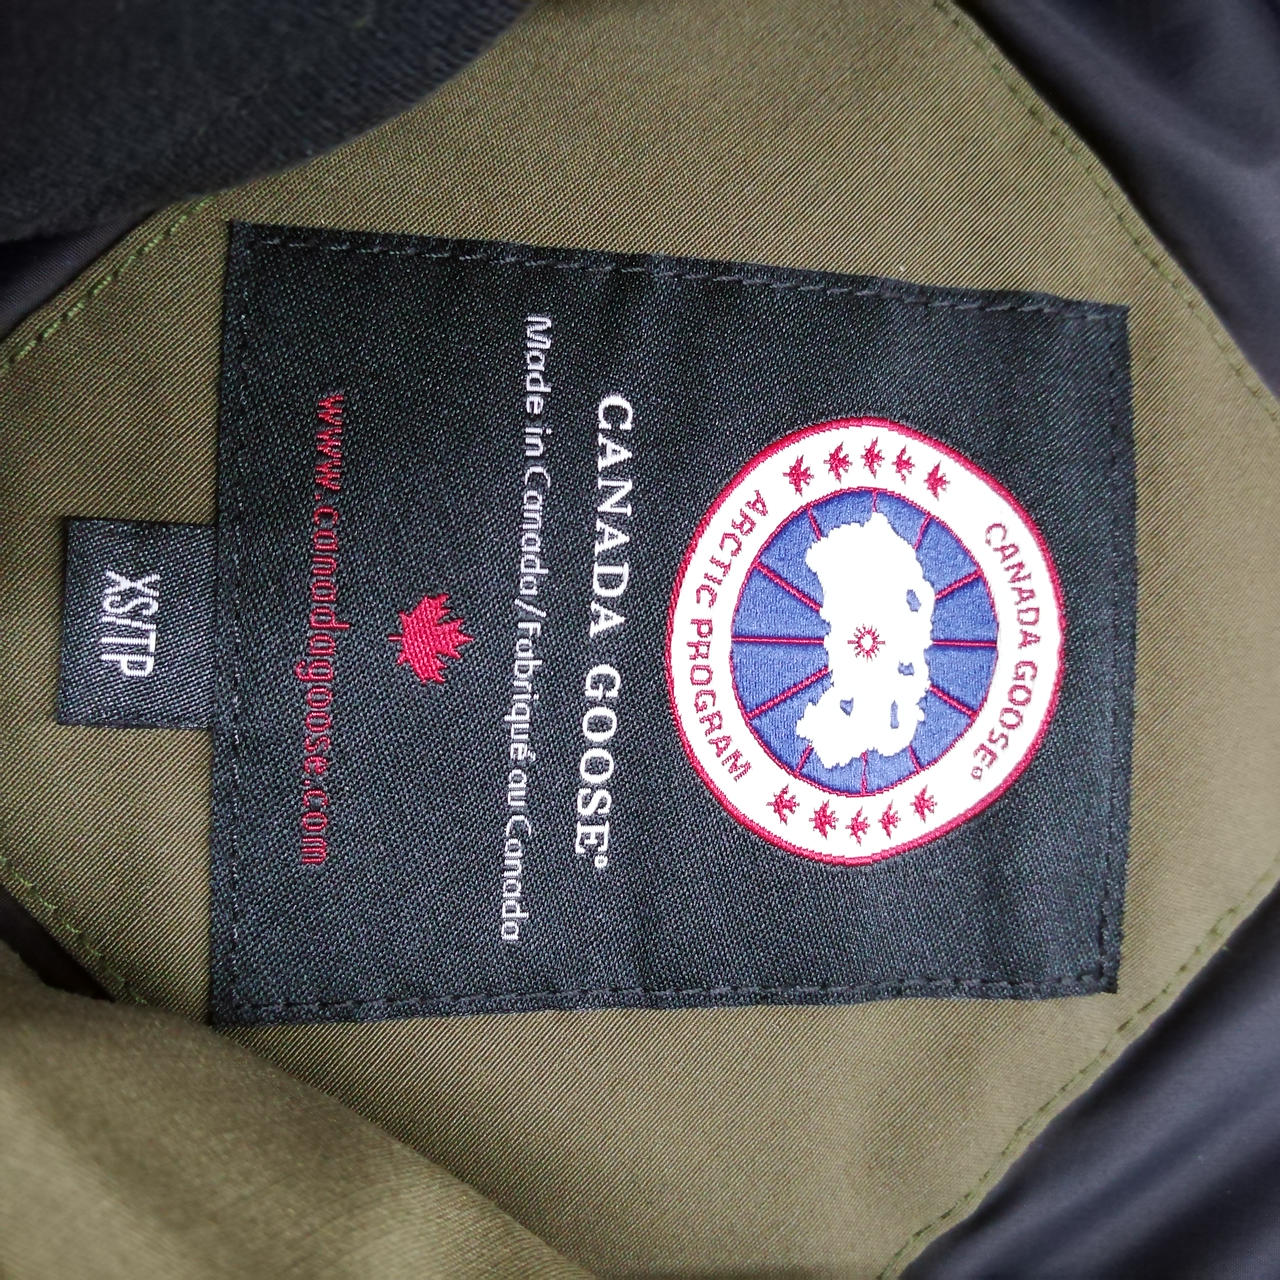 CANADA GOOSE®
ARCTIC PROGRAM
CANADA GOOSE®
Made in Canada/Fabriqué au Canada
www.canadagoose.com
XS/TP